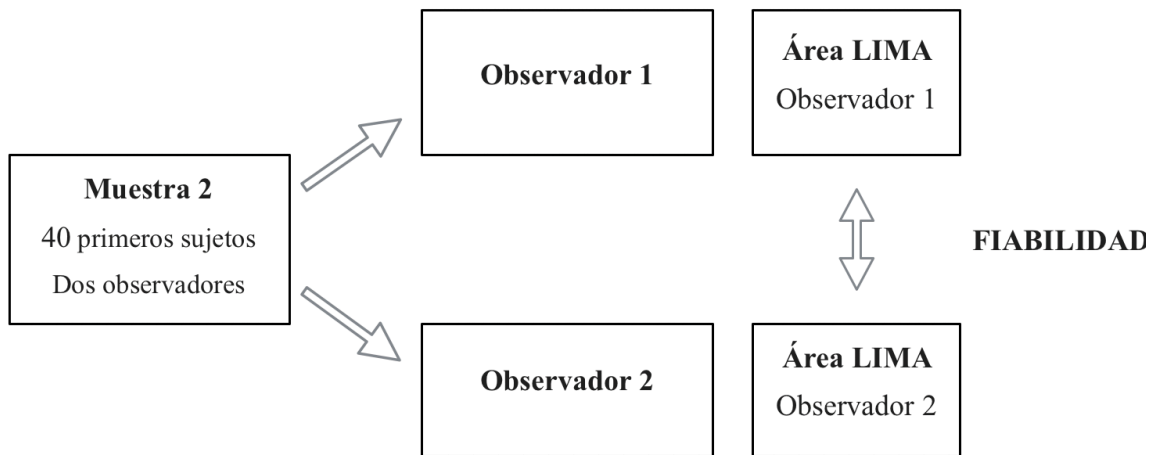 Observador 1
Área LIMA
Observador 1
Muestra 2
40 primeros sujetos
Dos observadores
FIABILIDAD
Observador 2
Área LIMA
Observador 2